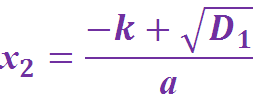 x₂ = (-k + √D₁) / a